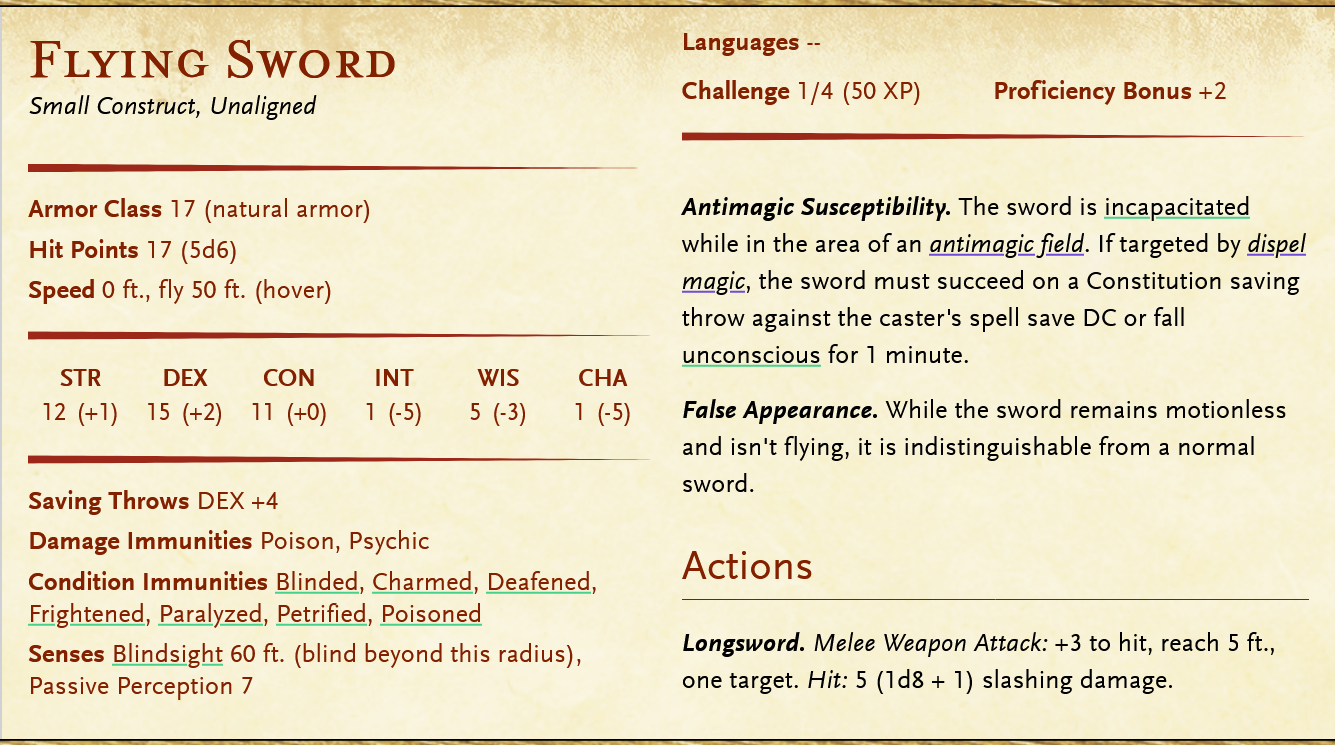 Flying Sword
Small Construct, Unaligned
Armor Class 17 (natural armor)
Hit Points 17 (5d6)
Speed 0 ft., fly 50 ft. (hover)
STR DEX CON INT WIS CHA
12 (+1) 15 (+2) 11 (+0) 1 (-5) 5 (-3) 1 (-5)
Saving Throws DEX +4
Damage Immunities Poison, Psychic
Condition Immunities Blinded, Charmed, Deafened,
Frightened, Paralyzed, Petrified, Poisoned
Senses Blindsight 60 ft. (blind beyond this radius),
Passive Perception 7
Languages --
Challenge 1/4 (50 XP) Proficiency Bonus +2
Antimagic Susceptibility. The sword is incapacitated
while in the area of an antimagic field. If targeted by dispel
magic, the sword must succeed on a Constitution saving
throw against the caster's spell save DC or fall
unconscious for 1 minute.
False Appearance. While the sword remains motionless
and isn't flying, it is indistinguishable from a normal
sword.
Actions
Longsword. Melee Weapon Attack: +3 to hit, reach 5 ft.,
one target. Hit: 5 (1d8 + 1) slashing damage.